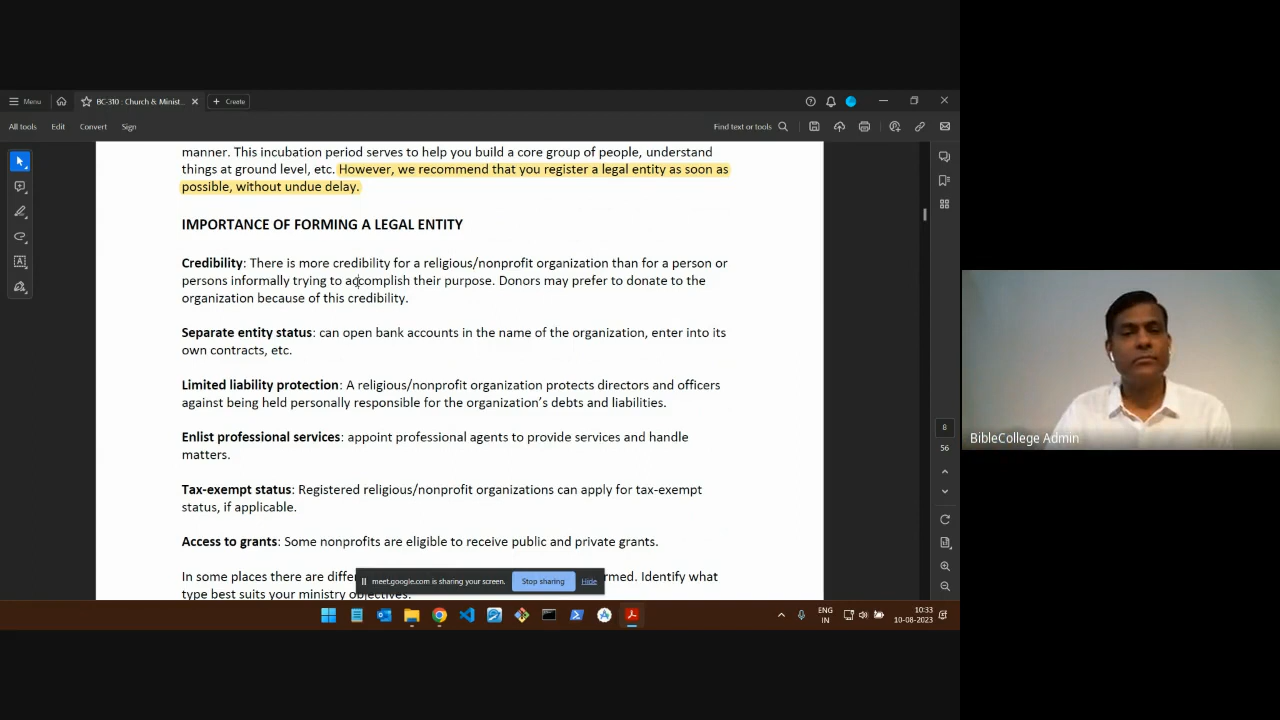 Menu
BC-310 : Church & Minist...
Create
All tools Edit Convert Sign
Find text or tools
manner. This incubation period serves to help you build a core group of people, understand
things at ground level, etc. However, we recommend that you register a legal entity as soon as
possible, without undue delay.
IMPORTANCE OF FORMING A LEGAL ENTITY
Credibility: There is more credibility for a religious/nonprofit organization than for a person or
persons informally trying to accomplish their purpose. Donors may prefer to donate to the
organization because of this credibility.
Separate entity status: can open bank accounts in the name of the organization, enter into its
own contracts, etc.
Limited liability protection: A religious/nonprofit organization protects directors and officers
against being held personally responsible for the organization's debts and liabilities.
Enlist professional services: appoint professional agents to provide services and handle
matters.
Tax-exempt status: Registered religious/nonprofit organizations can apply for tax-exempt
status, if applicable.
Access to grants: Some nonprofits are eligible to receive public and private grants.
In some places there are differ rmed. Identify what
type best suits your ministry objectives.
meet.google.com is sharing your screen. Stop sharing Hide
8
56
BibleCollege Admin
ENG
IN
10:33
10-08-2023